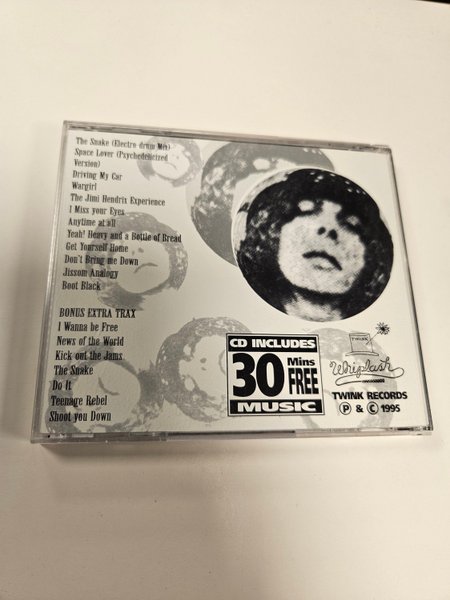 The Snake (Electro drum Mix)
Space Lover (Psychedelicized
Version)
Driving My Car
Wargirl
The Jimi Hendrix Experience
I Miss your Eyes
Anytime at all
Yeah! Heavy and a Bottle of Bread
Get Yourself Home
Don't Bring me Down
Jissom Analogy
Boot Black
BONUS EXTRA TRAX
I Wanna be Free
News of the World
Kick out the Jams
The Snake
Do It
Teenage Rebel
Shoot you Down
CD INCLUDES
30 Mins
FREE
MUSIC
TWINK
Whiplash
TWINK RECORDS
Ⓟ & © 1995